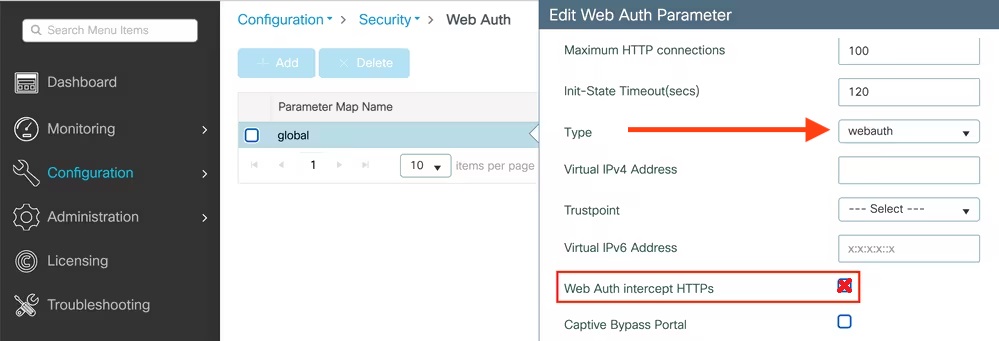 Search Menu Items
Dashboard
Monitoring
Configuration
Administration
Licensing
Troubleshooting
Configuration > Security > Web Auth
+ Add
× Delete
Parameter Map Name
global
1
10
items per page
Edit Web Auth Parameter
Maximum HTTP connections
100
Init-State Timeout(secs)
120
Type
webauth
Virtual IPv4 Address
Trustpoint
--- Select ---
Virtual IPv6 Address
x:x:x:x::x
Web Auth intercept HTTPs
Captive Bypass Portal